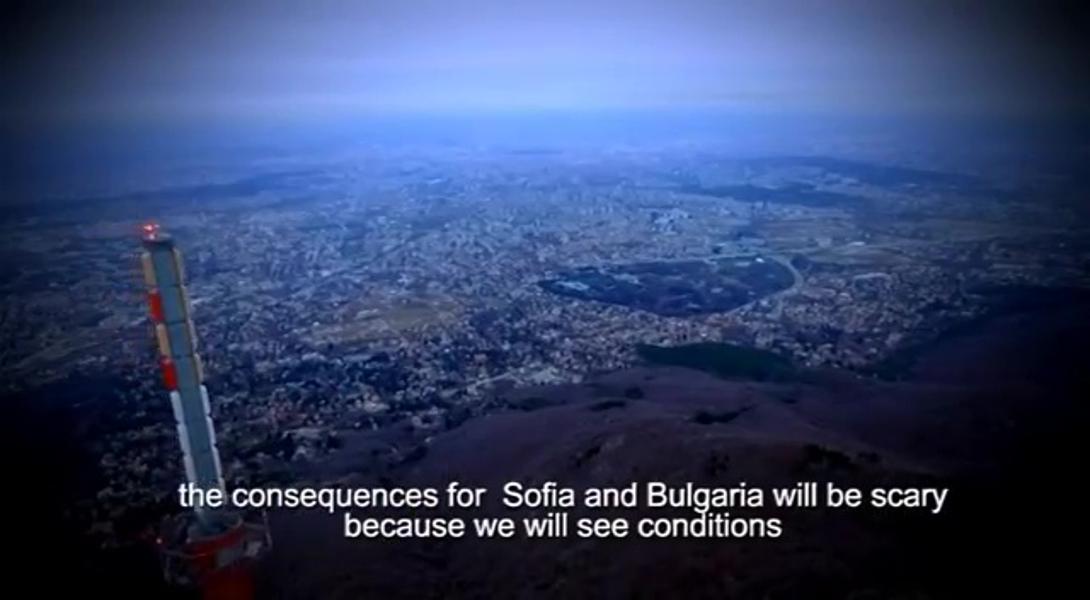 the consequences for  Sofia and Bulgaria will be scary
because we will see conditions